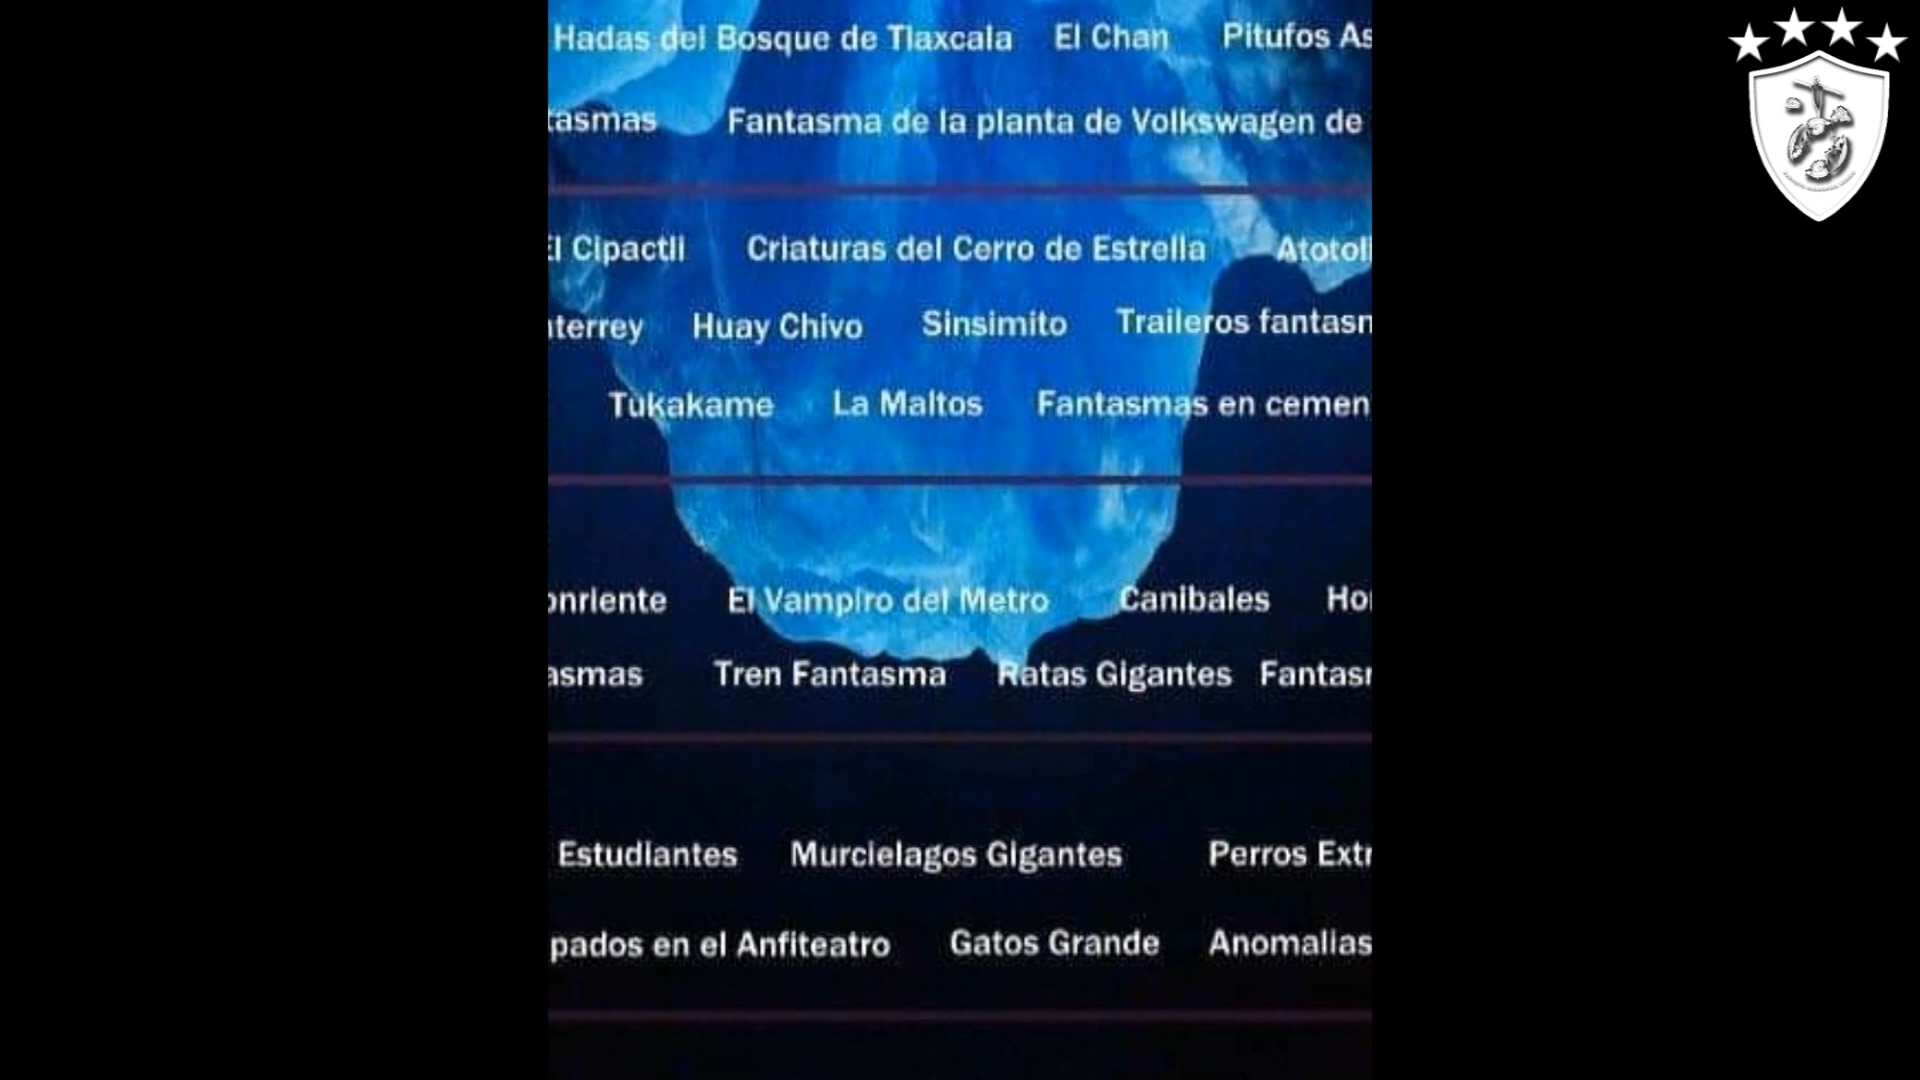 Hadas del Bosque de Tlaxcala El Chan Pitufos As
tasmas Fantasma de la planta de Volkswagen de
El Cipactli Criaturas del Cerro de Estrella Atotoli
nterrey Huay Chivo Sinsimito Traileros fantasm
Tukakame La Maltos Fantasmas en cemen
onriente El Vampiro del Metro Canibales Hor
asmas Tren Fantasma Ratas Gigantes Fantasm
Estudiantes Murcielagos Gigantes Perros Extr
pados en el Anfiteatro Gatos Grande Anomalias